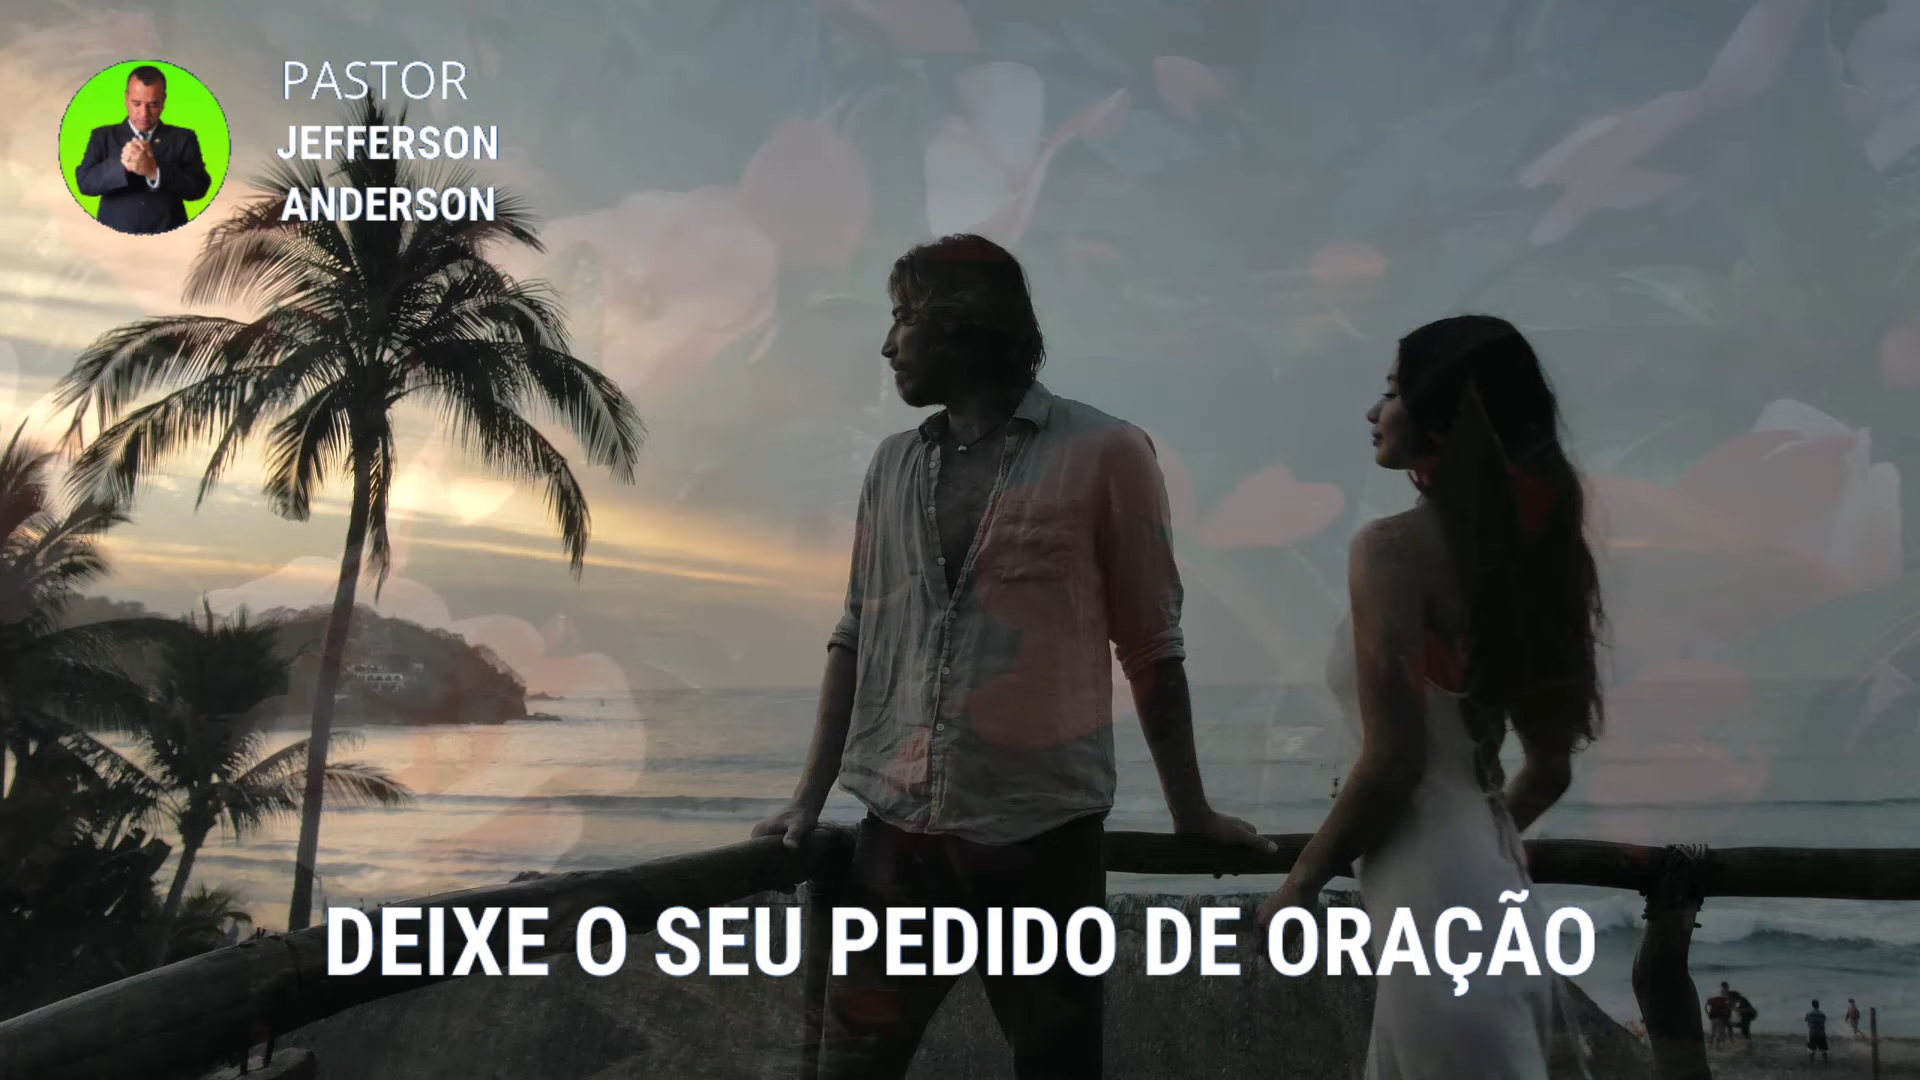 PASTOR
JEFFERSON
ANDERSON
DEIXE O SEU PEDIDO DE ORAÇÃO